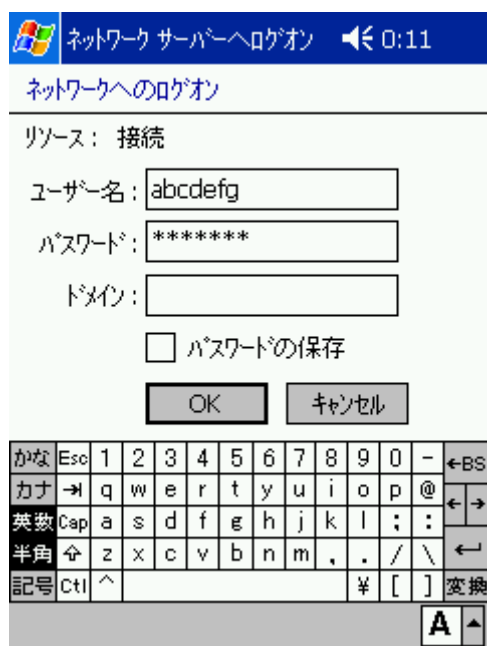 ネットワーク サーバーへログオン 0:11
ネットワークへのログオン
リソース： 接続
ユーザー名： abcdefg
パスワード： *******
ドメイン：
パスワードの保存
OK キャンセル
かな Esc 1 2 3 4 5 6 7 8 9 0 - ←BS
カナ →| q w e r t y u i o p @ ← →
英数 Cap a s d f g h j k l ; :
半角 ⇧ z x c v b n m , . / \ ↵
記号 Ctl ^ ¥ [ ] 変換
A ▲